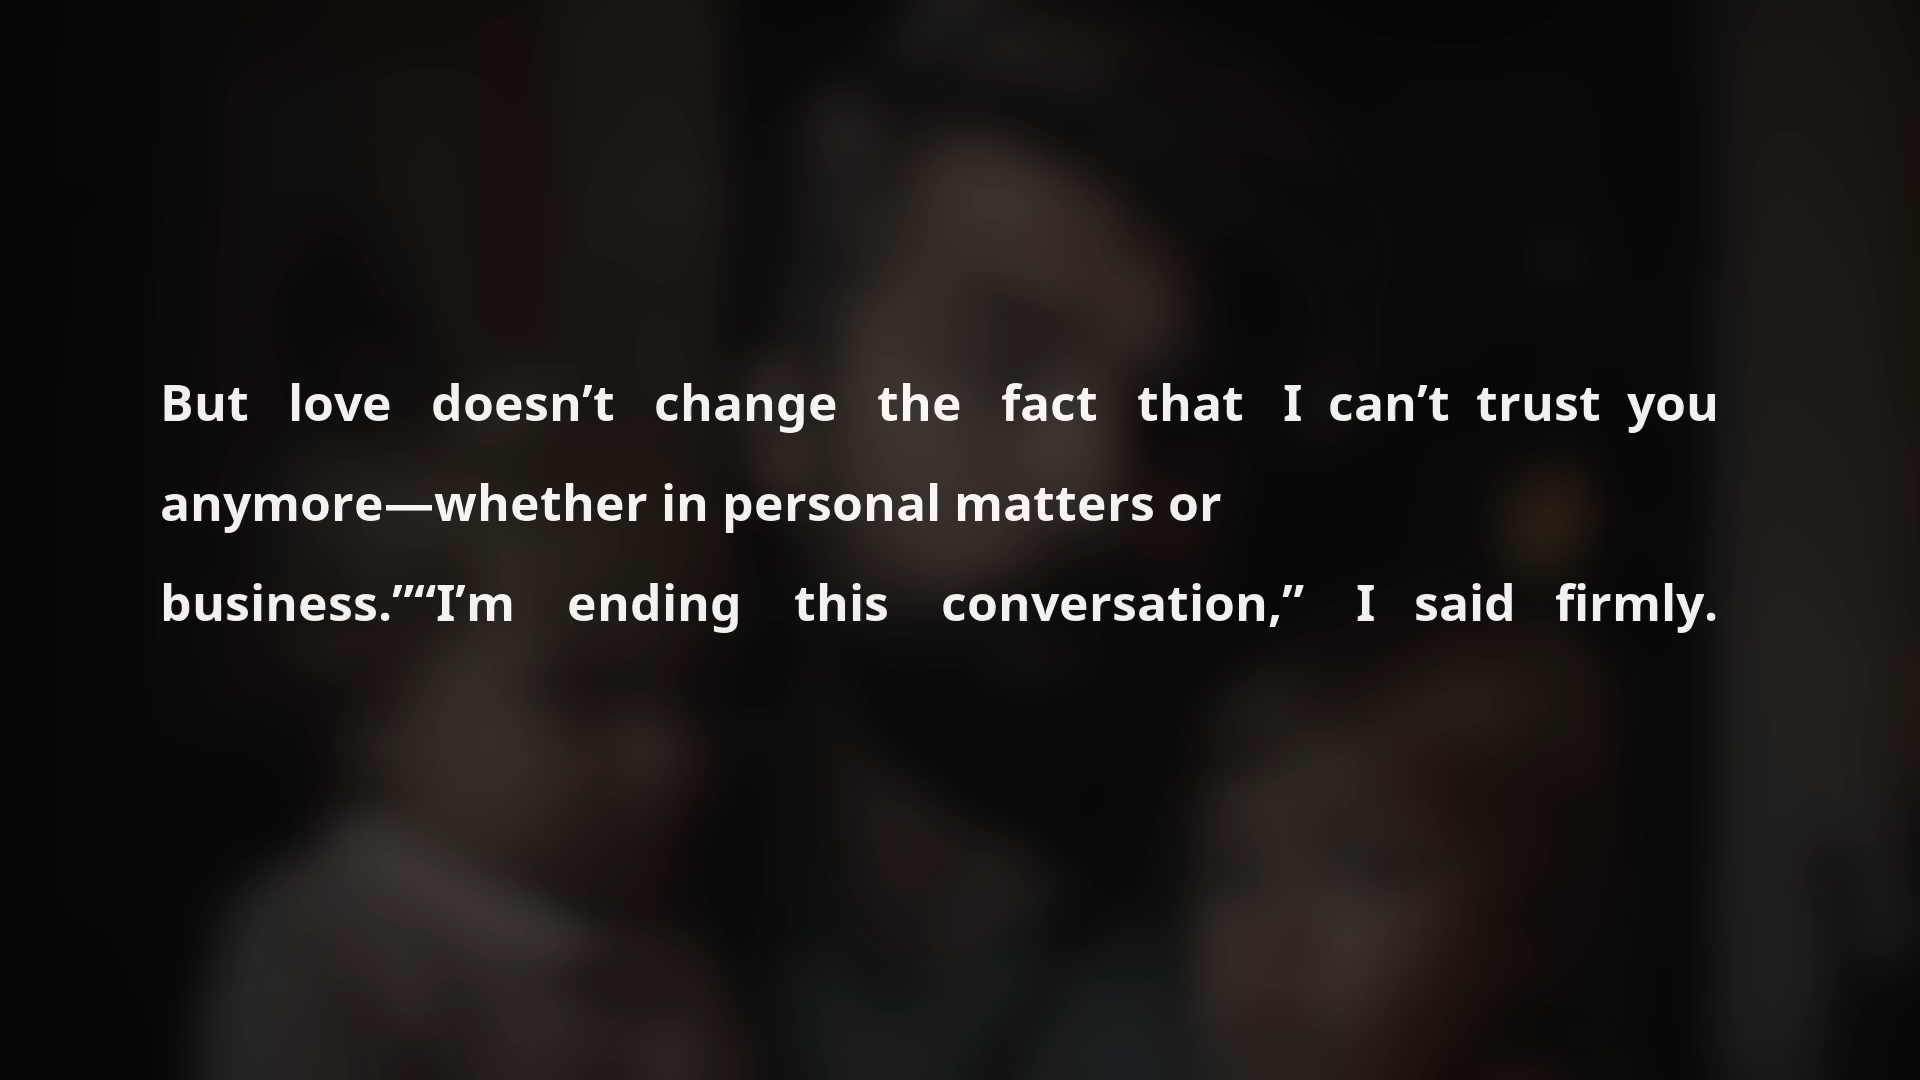 But love doesn’t change the fact that I can’t trust you
anymore—whether in personal matters or
business.”“I’m ending this conversation,” I said firmly.